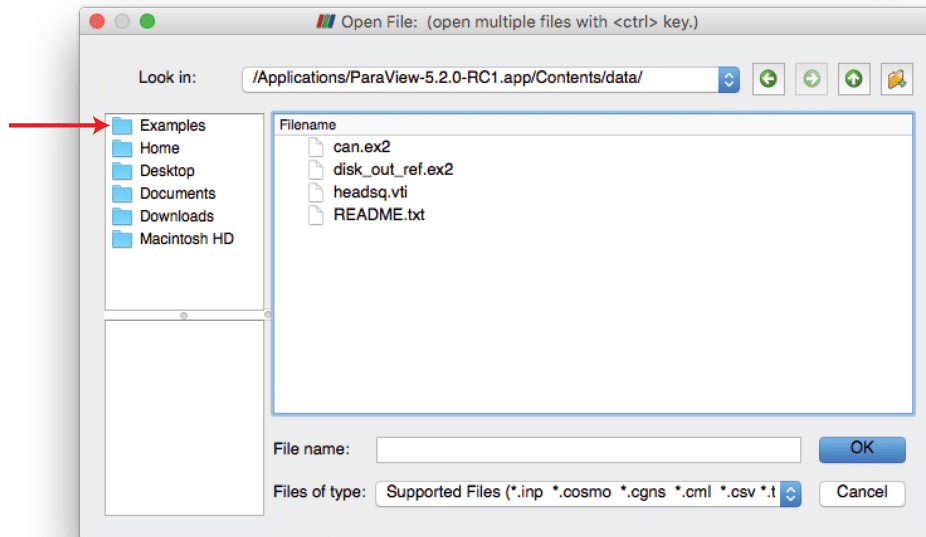 Open File:  (open multiple files with <ctrl> key.)
Look in:
/Applications/ParaView-5.2.0-RC1.app/Contents/data/
Examples
Home
Desktop
Documents
Downloads
Macintosh HD
Filename
can.ex2
disk_out_ref.ex2
headsq.vti
README.txt
File name:
OK
Files of type:
Supported Files (*.inp *.cosmo *.cgns *.cml *.csv *.t
Cancel